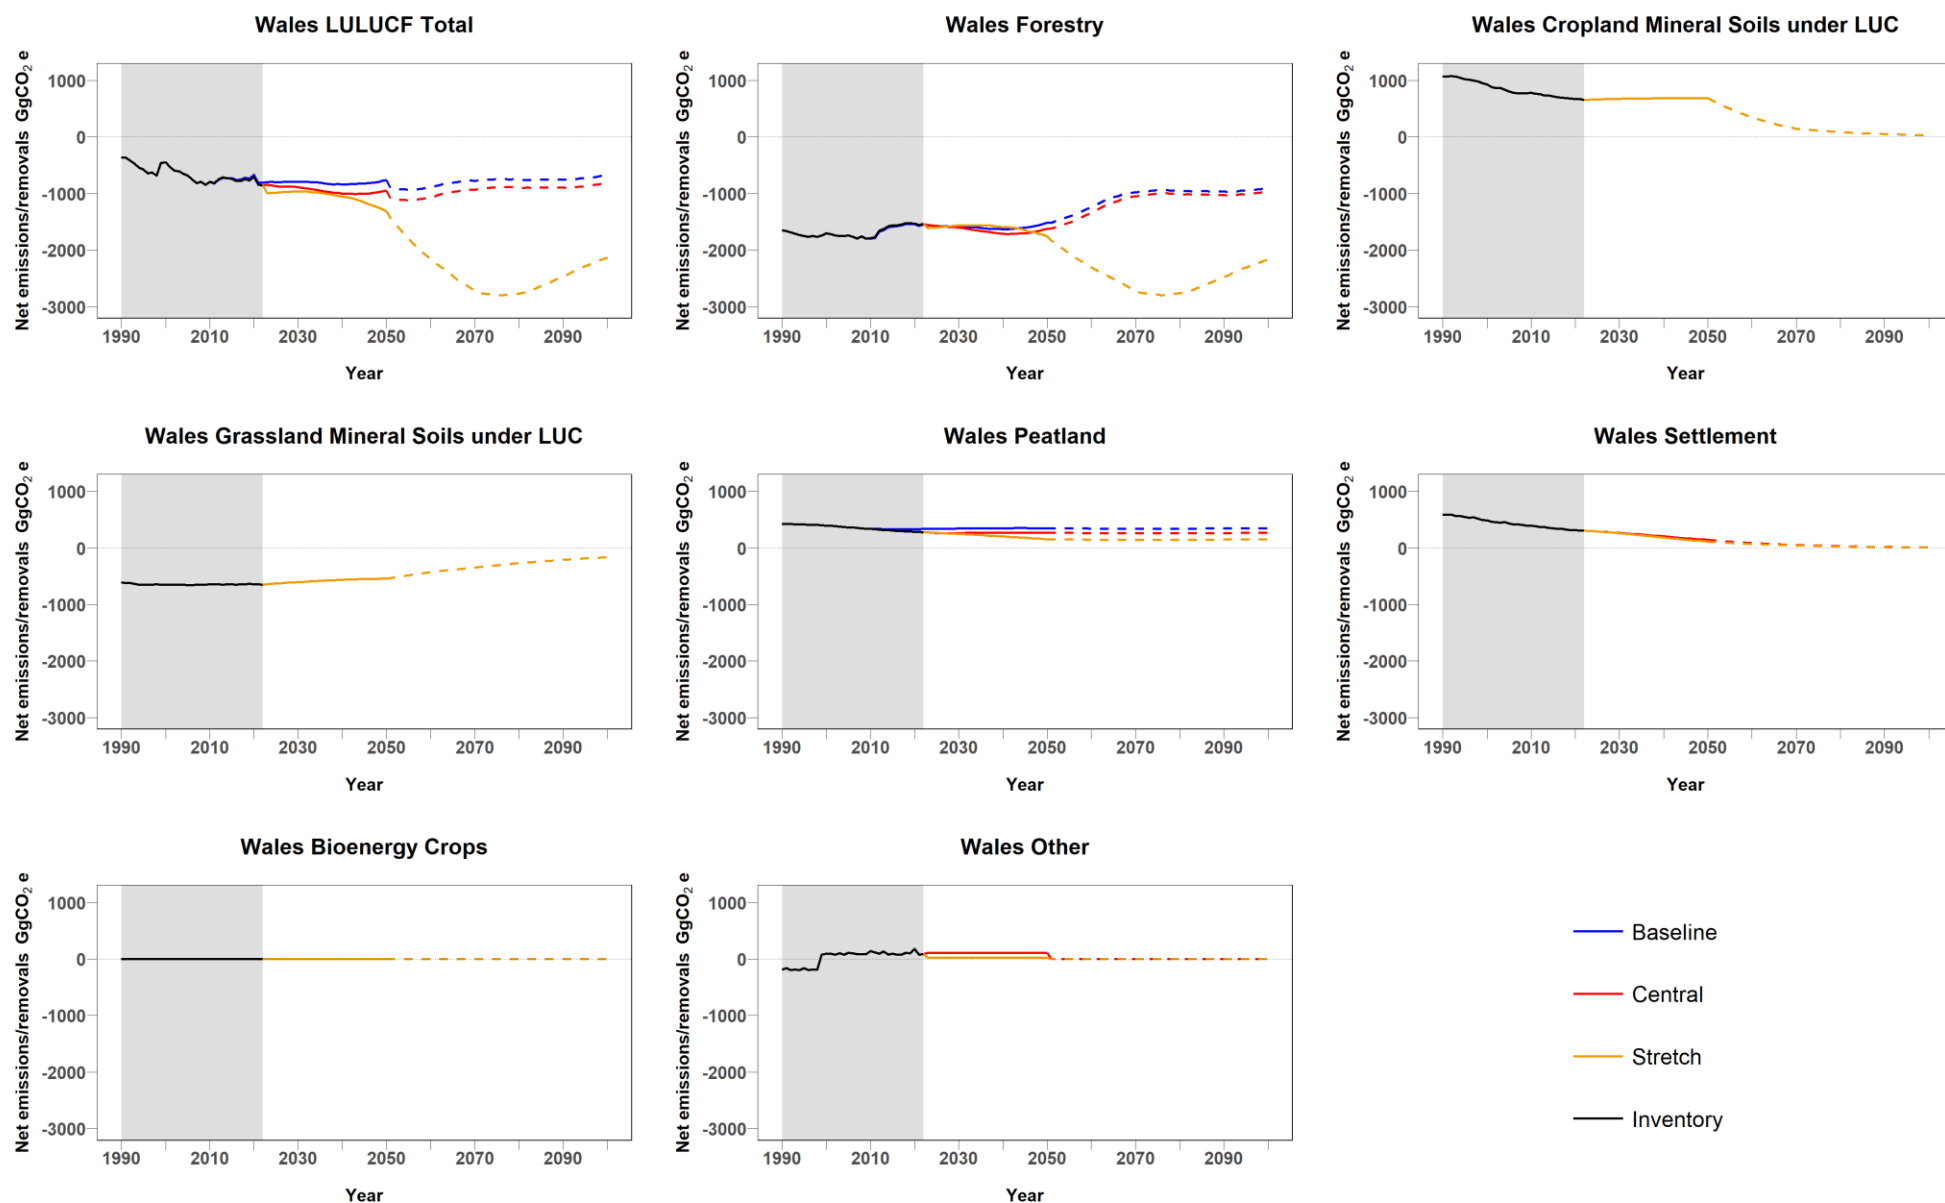 Wales LULUCF Total
Net emissions/removals GgCO₂ e
1000
0
-1000
-2000
-3000
1990 2010 2030 2050 2070 2090
Year
Wales Forestry
Net emissions/removals GgCO₂ e
1000
0
-1000
-2000
-3000
1990 2010 2030 2050 2070 2090
Year
Wales Cropland Mineral Soils under LUC
Net emissions/removals GgCO₂ e
1000
0
-1000
-2000
-3000
1990 2010 2030 2050 2070 2090
Year
Wales Grassland Mineral Soils under LUC
Net emissions/removals GgCO₂ e
1000
0
-1000
-2000
-3000
1990 2010 2030 2050 2070 2090
Year
Wales Peatland
Net emissions/removals GgCO₂ e
1000
0
-1000
-2000
-3000
1990 2010 2030 2050 2070 2090
Year
Wales Settlement
Net emissions/removals GgCO₂ e
1000
0
-1000
-2000
-3000
1990 2010 2030 2050 2070 2090
Year
Wales Bioenergy Crops
Net emissions/removals GgCO₂ e
1000
0
-1000
-2000
-3000
1990 2010 2030 2050 2070 2090
Year
Wales Other
Net emissions/removals GgCO₂ e
1000
0
-1000
-2000
-3000
1990 2010 2030 2050 2070 2090
Year
Baseline
Central
Stretch
Inventory